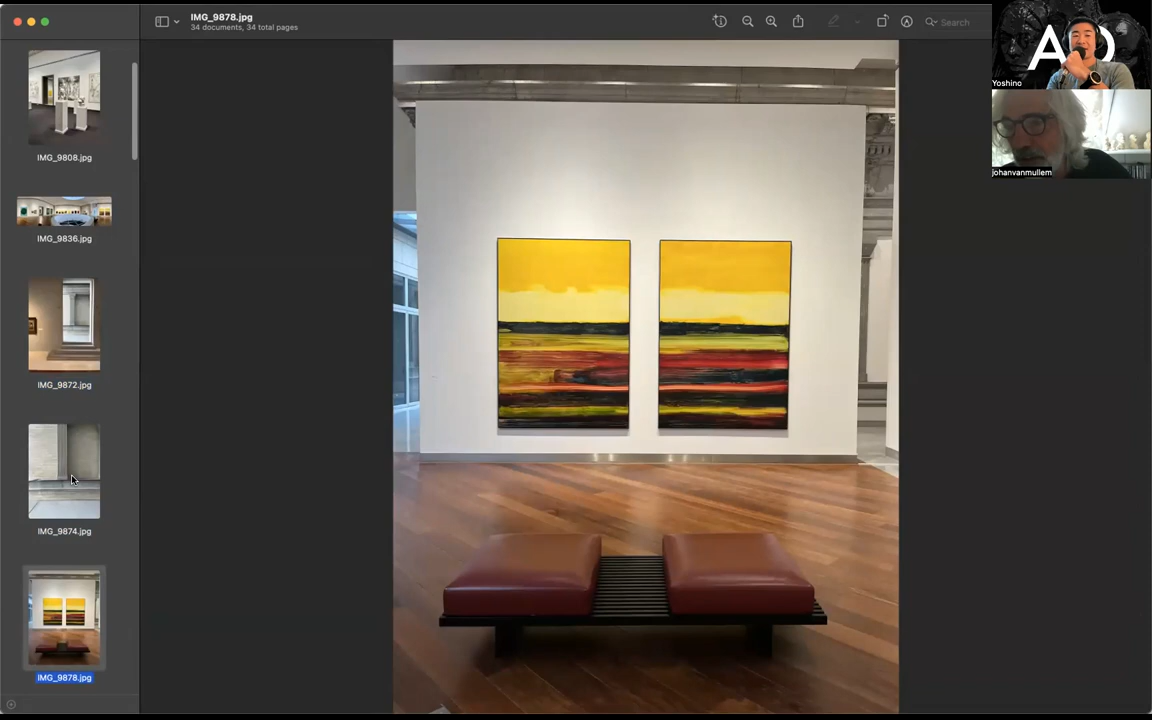 IMG_9878.jpg
34 documents, 34 total pages
Search
IMG_9808.jpg
IMG_9836.jpg
IMG_9872.jpg
IMG_9874.jpg
IMG_9878.jpg
Yoshino
johanvanmullem